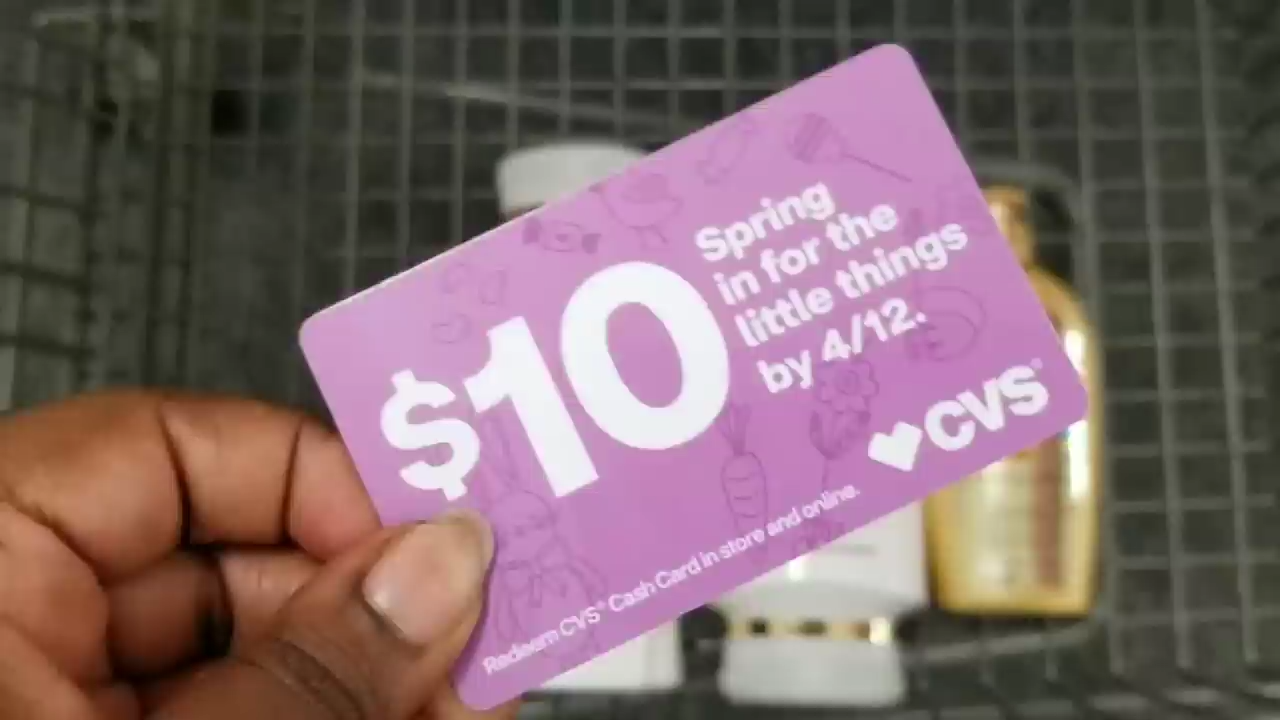 $10
Spring
in for the
little things
by 4/12.
CVS®
Redeem CVS® Cash Card in store and online.